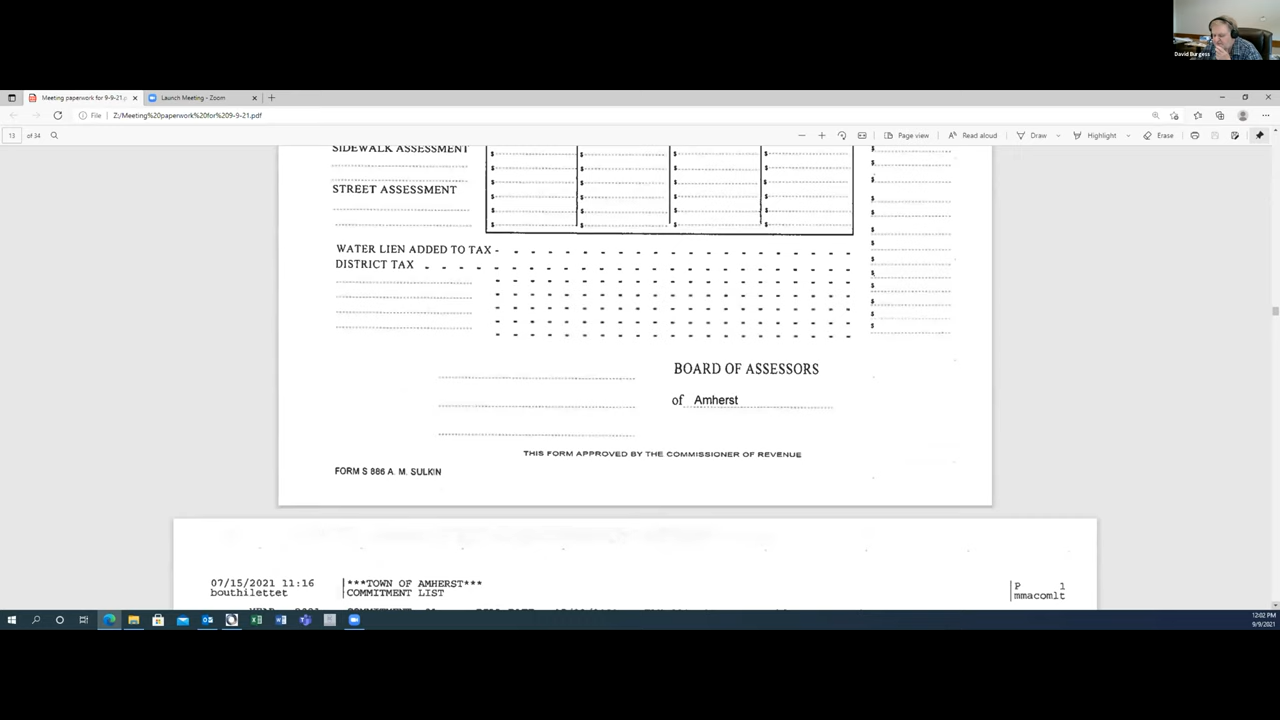 David Burgess
Meeting paperwork for 9-9-21.p
Launch Meeting - Zoom
File Z:/Meeting%20paperwork%20for%209-9-21.pdf
13 of 34
Page view Read aloud Draw Highlight Erase
SIDEWALK ASSESSMENT
$ $ $ $ $
$ $ $ $ $
$ $ $ $ $
STREET ASSESSMENT
$ $ $ $ $
$ $ $ $ $
$ $ $ $ $
WATER LIEN ADDED TO TAX -
DISTRICT TAX
BOARD OF ASSESSORS
of Amherst
THIS FORM APPROVED BY THE COMMISSIONER OF REVENUE
FORM S 886 A. M. SULKIN
07/15/2021 11:16 ***TOWN OF AMHERST*** P 1
bouthilettet COMMITMENT LIST mmacomlt
12:02 PM
9/9/2021